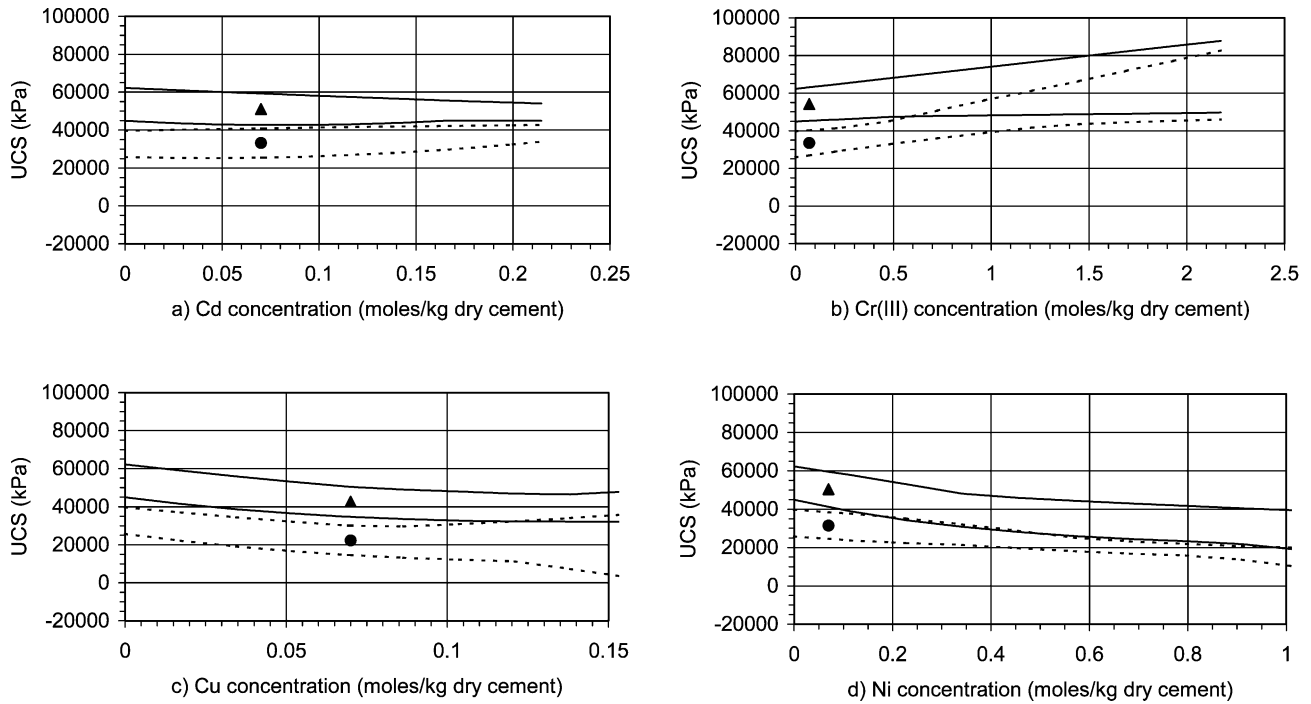 100000
80000
60000
40000
20000
0
-20000
UCS (kPa)
0 0.05 0.1 0.15 0.2 0.25
a) Cd concentration (moles/kg dry cement)
100000
80000
60000
40000
20000
0
-20000
UCS (kPa)
0 0.5 1 1.5 2 2.5
b) Cr(III) concentration (moles/kg dry cement)
100000
80000
60000
40000
20000
0
-20000
UCS (kPa)
0 0.05 0.1 0.15
c) Cu concentration (moles/kg dry cement)
100000
80000
60000
40000
20000
0
-20000
UCS (kPa)
0 0.2 0.4 0.6 0.8 1
d) Ni concentration (moles/kg dry cement)